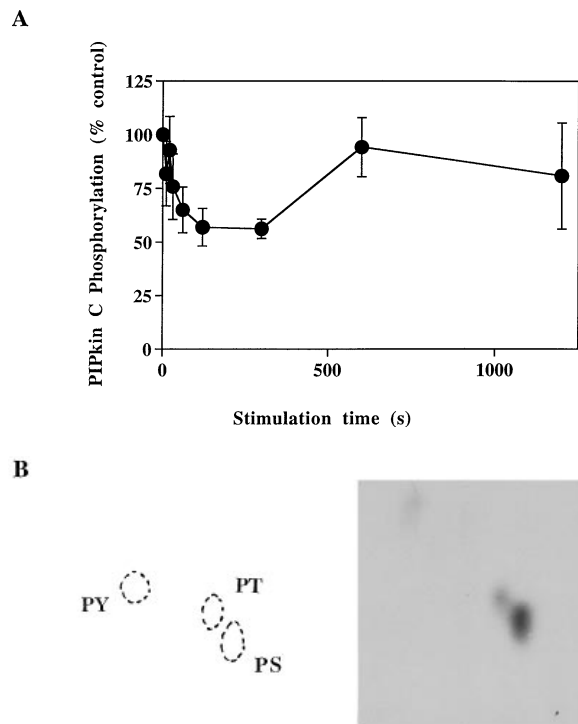 A
PIPkin C Phosphorylation (% control)
125
100
75
50
25
0
0
500
1000
Stimulation time (s)
B
PY
PT
PS